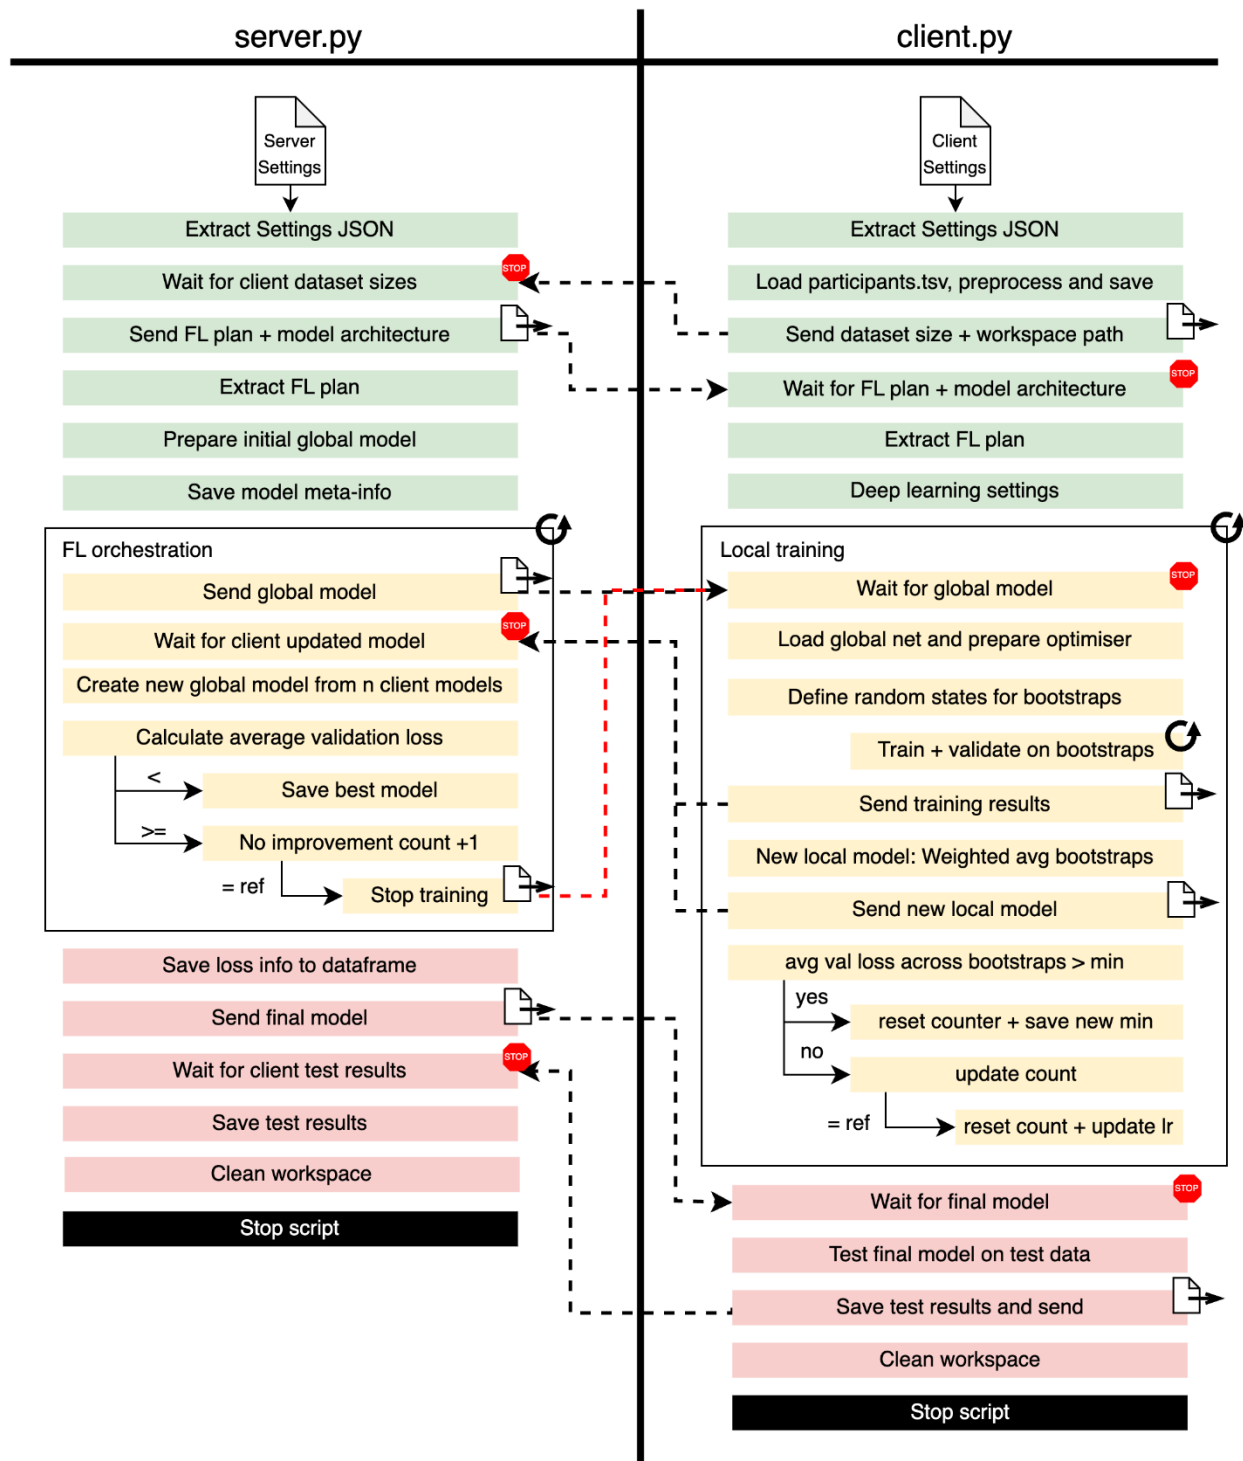 server.py
Server
Settings
Extract Settings JSON
STOP
Wait for client dataset sizes
Send FL plan + model architecture
Extract FL plan
Prepare initial global model
Save model meta-info
FL orchestration
Send global model
STOP
Wait for client updated model
Create new global model from n client models
Calculate average validation loss
<
Save best model
>=
No improvement count +1
= ref
Stop training
Save loss info to dataframe
Send final model
STOP
Wait for client test results
Save test results
Clean workspace
Stop script
client.py
Client
Settings
Extract Settings JSON
Load participants.tsv, preprocess and save
Send dataset size + workspace path
STOP
Wait for FL plan + model architecture
Extract FL plan
Deep learning settings
Local training
STOP
Wait for global model
Load global net and prepare optimiser
Define random states for bootstraps
Train + validate on bootstraps
Send training results
New local model: Weighted avg bootstraps
Send new local model
avg val loss across bootstraps > min
yes
reset counter + save new min
no
update count
= ref
reset count + update lr
STOP
Wait for final model
Test final model on test data
Save test results and send
Clean workspace
Stop script